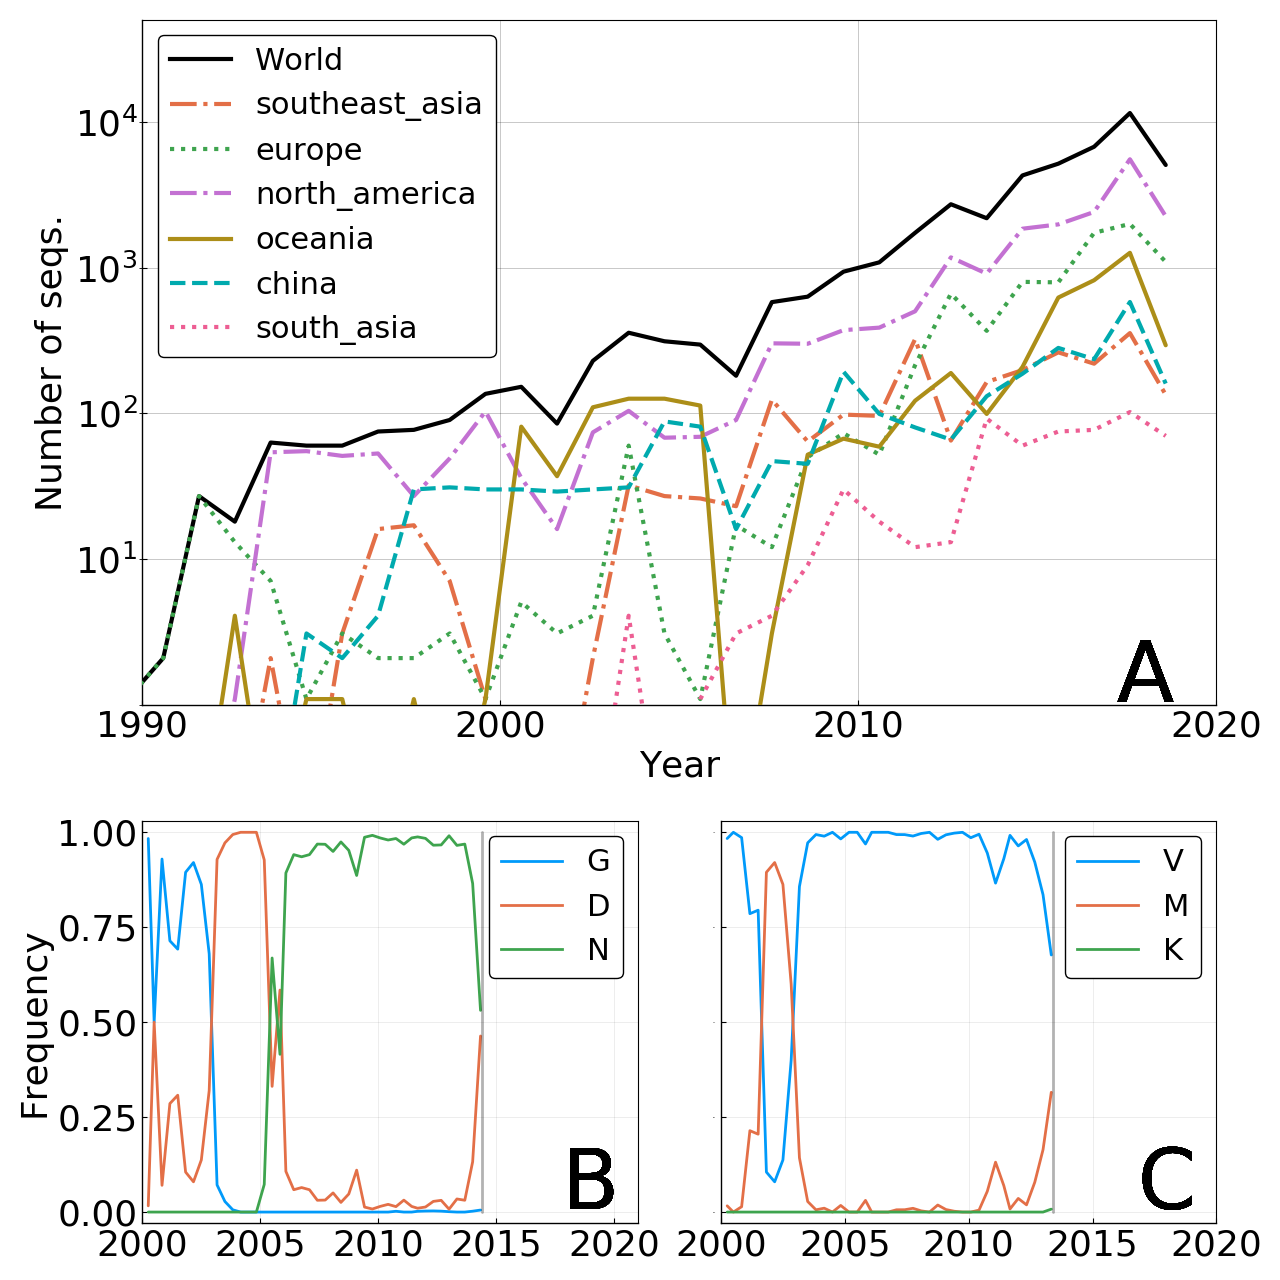 World
southeast_asia
europe
north_america
oceania
china
south_asia
10⁴
10³
10²
10¹
Number of seqs.
1990 2000 2010 2020
Year
A
1.00
0.75
0.50
0.25
0.00
Frequency
G
D
N
B
2000 2005 2010 2015 2020
V
M
K
C
2000 2005 2010 2015 2020